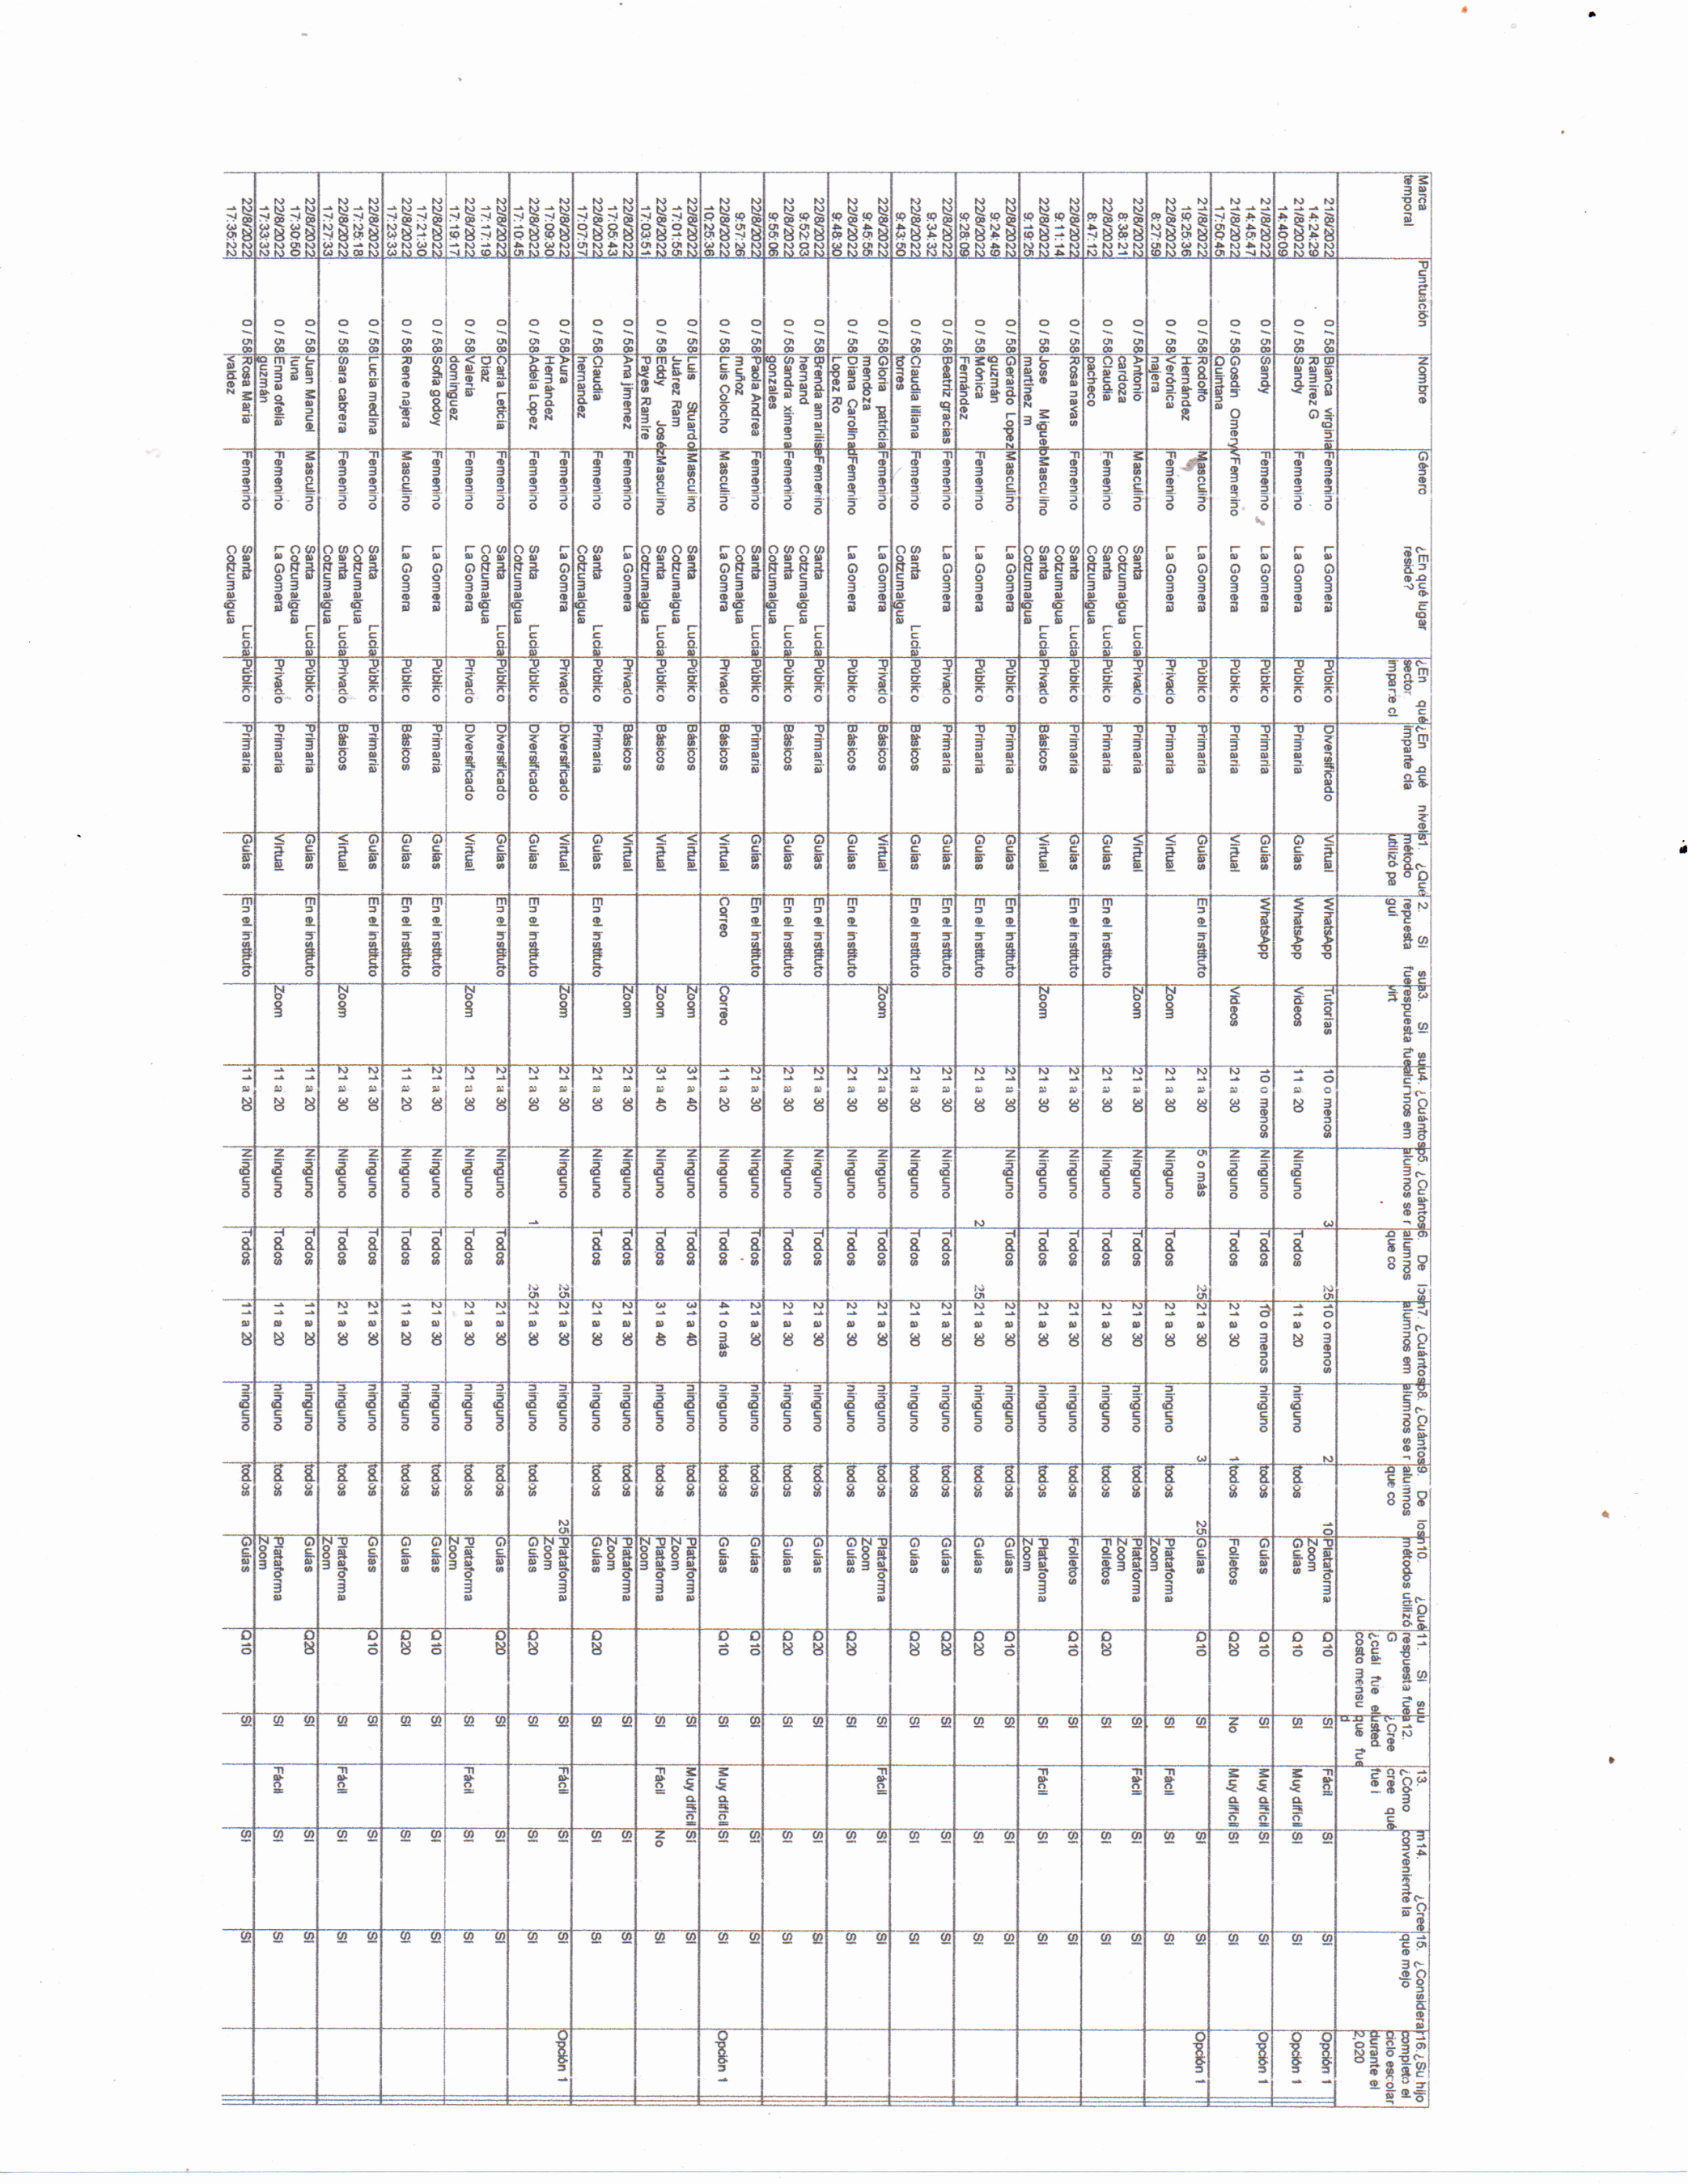 Marca Puntuación Nombre Género ¿En qué lugar ¿En qué ¿En qué nivels 1. ¿Que 2. Si sua 3. Si suu 4. ¿Cuántosp 5. ¿Cuántos 6. De losn 7. ¿Cuántosp 8. ¿Cuántos 9. De losn 10. ¿Qué 11. Si suu 12. 13. m14. ¿Cree 15. ¿Considerar 16.¿Su hijo
temporal reside? sector imparte cla método repuesta fue respuesta fue alumnos em alumnos se r alumnos alumnos em alumnos se r alumnos métodos utilizó respuesta fuea ¿Cree ¿Cómo conveniente la que mejo completo el
imparte cl utilizó pa gui virt que co que co G ¿cuál fue el usted cree qué ciclo escolar
costo mensu que fue fue i durante el
d 2,020
21/8/2022 0 / 58 Blanca virginia Femenino La Gomera Público Diversificado Virtual WhatsApp Tutorias 10 o menos 3 25 10 o menos 2 10 Plataforma Q10 Sí Fácil Sí Sí Opción 1
14:24:29 Ramírez G Zoom
21/8/2022 0 / 58 Sandy Femenino La Gomera Público Primaria Guías WhatsApp Videos 11 a 20 Ninguno Todos 11 a 20 ninguno todos Guías Q10 Sí Muy difícil Sí Sí Opción 1
14:40:09
21/8/2022 0 / 58 Sandy Femenino La Gomera Público Primaria Guías WhatsApp 10 o menos Ninguno Todos 10 o menos ninguno todos Guías Q10 Sí Muy difícil Sí Sí Opción 1
14:45:47
21/8/2022 0 / 58 Gosdin Omery Femenino La Gomera Público Primaria Virtual Videos 21 a 30 Ninguno Todos 21 a 30 1 todos Folletos Q20 No Muy difícil Sí Sí
17:50:45 Quintana
21/8/2022 0 / 58 Rodolfo Masculino La Gomera Público Primaria Guías En el instituto 21 a 30 5 o más 25 21 a 30 3 25 Guías Q10 Sí Sí Sí Opción 1
19:25:36 Hernández
22/8/2022 0 / 58 Verónica Femenino La Gomera Privado Primaria Virtual Zoom 21 a 30 Ninguno Todos 21 a 30 ninguno todos Plataforma Sí Fácil Sí Sí
8:27:59 najera Zoom
22/8/2022 0 / 58 Antonio Masculino Santa Lucia Privado Primaria Virtual Zoom 21 a 30 Ninguno Todos 21 a 30 ninguno todos Plataforma Sí Fácil Sí Sí
8:38:21 cardoza Cotzumalgua Zoom
22/8/2022 0 / 58 Claudia Femenino Santa Lucia Público Primaria Guías En el instituto 21 a 30 Ninguno Todos 21 a 30 ninguno todos Folletos Q20 Sí Sí Sí
8:47:12 pacheco Cotzumalgua
22/8/2022 0 / 58 Rosa navas Femenino Santa Lucia Público Primaria Guías En el instituto 21 a 30 Ninguno Todos 21 a 30 ninguno todos Folletos Q10 Sí Sí Sí
9:11:14 Cotzumalgua
22/8/2022 0 / 58 Jose Miguel Masculino Santa Lucia Privado Básicos Virtual Zoom 21 a 30 Ninguno Todos 21 a 30 ninguno todos Plataforma Sí Fácil Sí Sí
9:19:25 martinez m Cotzumalgua Zoom
22/8/2022 0 / 58 Gerardo Lopez Masculino La Gomera Público Primaria Guías En el instituto 21 a 30 Ninguno Todos 21 a 30 ninguno todos Guías Q10 Sí Sí Sí
9:24:49 guzmán
22/8/2022 0 / 58 Mónica Femenino La Gomera Público Primaria Guías En el instituto 21 a 30 2 25 21 a 30 ninguno todos Guías Q20 Sí Sí Sí
9:28:09 Fernández
22/8/2022 0 / 58 Beatriz gracias Femenino La Gomera Privado Primaria Guías En el instituto 21 a 30 Ninguno Todos 21 a 30 ninguno todos Guías Sí Sí Sí
9:34:32
22/8/2022 0 / 58 Claudia liliana Femenino Santa Lucia Público Básicos Guías En el instituto 21 a 30 Ninguno Todos 21 a 30 ninguno todos Guías Q20 Sí Sí Sí
9:43:50 torres Cotzumalgua
22/8/2022 0 / 58 Gloria patricia Femenino La Gomera Privado Básicos Virtual Zoom 21 a 30 Ninguno Todos 21 a 30 ninguno todos Plataforma Sí Fácil Sí Sí
9:46:55 mendoza Zoom
22/8/2022 0 / 58 Diana Carolina Femenino La Gomera Público Básicos Guías En el instituto 21 a 30 Ninguno Todos 21 a 30 ninguno todos Guías Q20 Sí Sí Sí
9:48:30 Lopez Ro
22/8/2022 0 / 58 Brenda amarilis Femenino Santa Lucia Público Primaria Guías En el instituto 21 a 30 Ninguno Todos 21 a 30 ninguno todos Guías Q20 Sí Sí Sí
9:52:03 hernand Cotzumalgua
22/8/2022 0 / 58 Sandra ximena Femenino Santa Lucia Público Básicos Guías En el instituto 21 a 30 Ninguno Todos 21 a 30 ninguno todos Guías Q20 Sí Sí Sí
9:55:06 gonzales Cotzumalgua
22/8/2022 0 / 58 Paola Andrea Femenino Santa Lucia Público Primaria Guías En el instituto 21 a 30 Ninguno Todos 21 a 30 ninguno todos Guías Q10 Sí Sí Sí
9:57:26 muñoz Cotzumalgua
22/8/2022 0 / 58 Luis Colocho Masculino La Gomera Privado Básicos Virtual Correo Correo 11 a 20 Ninguno Todos 41 o más ninguno todos Guías Q10 Sí Muy difícil Sí Sí Opción 1
10:25:36
22/8/2022 0 / 58 Luis Stuardo Masculino Santa Lucia Público Básicos Virtual Zoom 31 a 40 Ninguno Todos 31 a 40 ninguno todos Plataforma Sí Muy difícil Sí Sí
17:01:55 Juárez Ram Cotzumalgua Zoom
22/8/2022 0 / 58 Eddy José Masculino Santa Lucia Público Básicos Virtual Zoom 31 a 40 Ninguno Todos 31 a 40 ninguno todos Plataforma Sí Fácil No Sí
17:03:51 Payes Ramíre Cotzumalgua Zoom
22/8/2022 0 / 58 Ana jimenez Femenino La Gomera Privado Básicos Virtual Zoom 21 a 30 Ninguno Todos 21 a 30 ninguno todos Plataforma Sí Sí Sí
17:05:43 Zoom
22/8/2022 0 / 58 Claudia Femenino Santa Lucia Público Primaria Guías En el instituto 21 a 30 Ninguno Todos 21 a 30 ninguno todos Guías Q20 Sí Sí Sí
17:07:57 hernandez Cotzumalgua
22/8/2022 0 / 58 Aura Femenino La Gomera Privado Diversificado Virtual Zoom 21 a 30 Ninguno 25 21 a 30 ninguno 25 Plataforma Sí Fácil Sí Sí Opción 1
17:09:30 Hernández Zoom
22/8/2022 0 / 58 Adela Lopez Femenino Santa Lucia Público Diversificado Guías En el instituto 21 a 30 1 25 21 a 30 ninguno todos Guías Q20 Sí Sí Sí
17:10:45 Cotzumalgua
22/8/2022 0 / 58 Carla Leticia Femenino Santa Lucia Público Diversificado Guías En el instituto 21 a 30 Ninguno Todos 21 a 30 ninguno todos Guías Q20 Sí Sí Sí
17:17:19 Diaz Cotzumalgua
22/8/2022 0 / 58 Valeria Femenino La Gomera Privado Diversificado Virtual Zoom 21 a 30 Ninguno Todos 21 a 30 ninguno todos Plataforma Sí Fácil Sí Sí
17:19:17 dominguez Zoom
22/8/2022 0 / 58 Sofia godoy Femenino La Gomera Público Primaria Guías En el instituto 21 a 30 Ninguno Todos 21 a 30 ninguno todos Guías Q10 Sí Sí Sí
17:21:30
22/8/2022 0 / 58 Rene najera Masculino La Gomera Público Básicos Guías En el instituto 11 a 20 Ninguno Todos 11 a 20 ninguno todos Guías Q20 Sí Sí Sí
17:23:33
22/8/2022 0 / 58 Lucia medina Femenino Santa Lucia Público Primaria Guías En el instituto 21 a 30 Ninguno Todos 21 a 30 ninguno todos Guías Q10 Sí Sí Sí
17:25:18 Cotzumalgua
22/8/2022 0 / 58 Sara cabrera Femenino Santa Lucia Privado Básicos Virtual Zoom 21 a 30 Ninguno Todos 21 a 30 ninguno todos Plataforma Sí Fácil Sí Sí
17:27:33 Cotzumalgua Zoom
22/8/2022 0 / 58 Juan Manuel Masculino Santa Lucia Público Primaria Guías En el instituto 11 a 20 Ninguno Todos 11 a 20 ninguno todos Guías Q20 Sí Sí Sí
17:30:50 luna Cotzumalgua
22/8/2022 0 / 58 Enma ofelia Femenino La Gomera Privado Primaria Virtual Zoom 11 a 20 Ninguno Todos 11 a 20 ninguno todos Plataforma Sí Fácil Sí Sí
17:33:32 guzmán Zoom
22/8/2022 0 / 58 Rosa María Femenino Santa Lucia Público Primaria Guías En el instituto 11 a 20 Ninguno Todos 11 a 20 ninguno todos Guías Q10 Sí Sí Sí
17:35:22 valdez Cotzumalgua